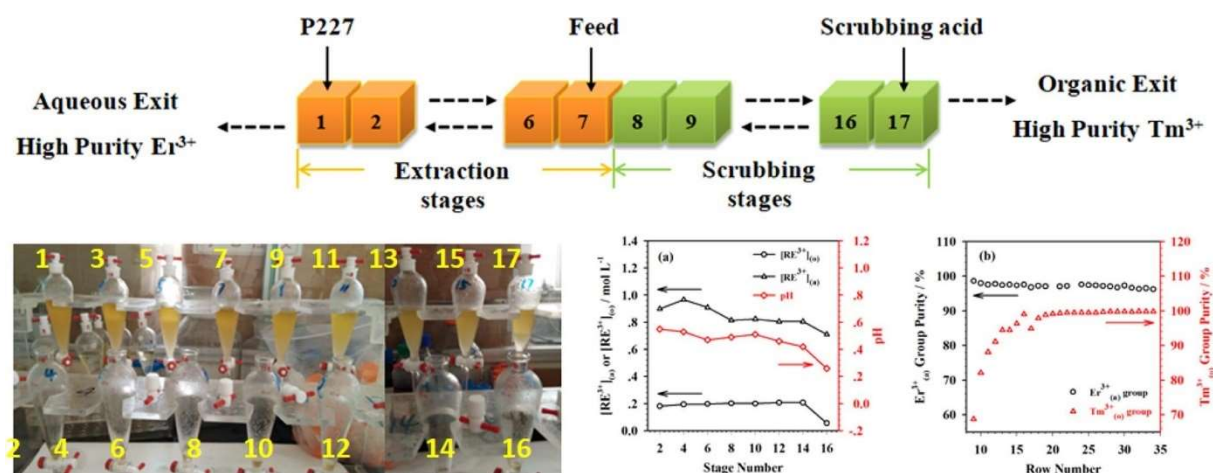 P227
Feed
Scrubbing acid
Aqueous Exit
High Purity Er³⁺
1 2 6 7 8 9 16 17
Organic Exit
High Purity Tm³⁺
Extraction
stages
Scrubbing
stages
1 3 5 7 9 11 13 15 17
2 4 6 8 10 12 14 16
(a)
[RE³⁺]₍ₒ₎
[RE³⁺]₍ₐ₎
pH
[RE³⁺]₍ₐ₎ or [RE³⁺]₍ₒ₎ / mol L⁻¹
1.4
1.2
1.0
.8
.6
.4
.2
0,0
1.0
.8
.6
.4
.2
0.0
-.2
pH
2 4 6 8 10 12 14 16
Stage Number
(b)
Er³⁺₍ₐ₎ Group Purity / %
100
90
80
70
60
120
110
100
90
80
70
Tm³⁺₍ₒ₎ Group Purity / %
Er³⁺₍ₐ₎ group
Tm³⁺₍ₒ₎ group
10 15 20 25 30 35
Row Number